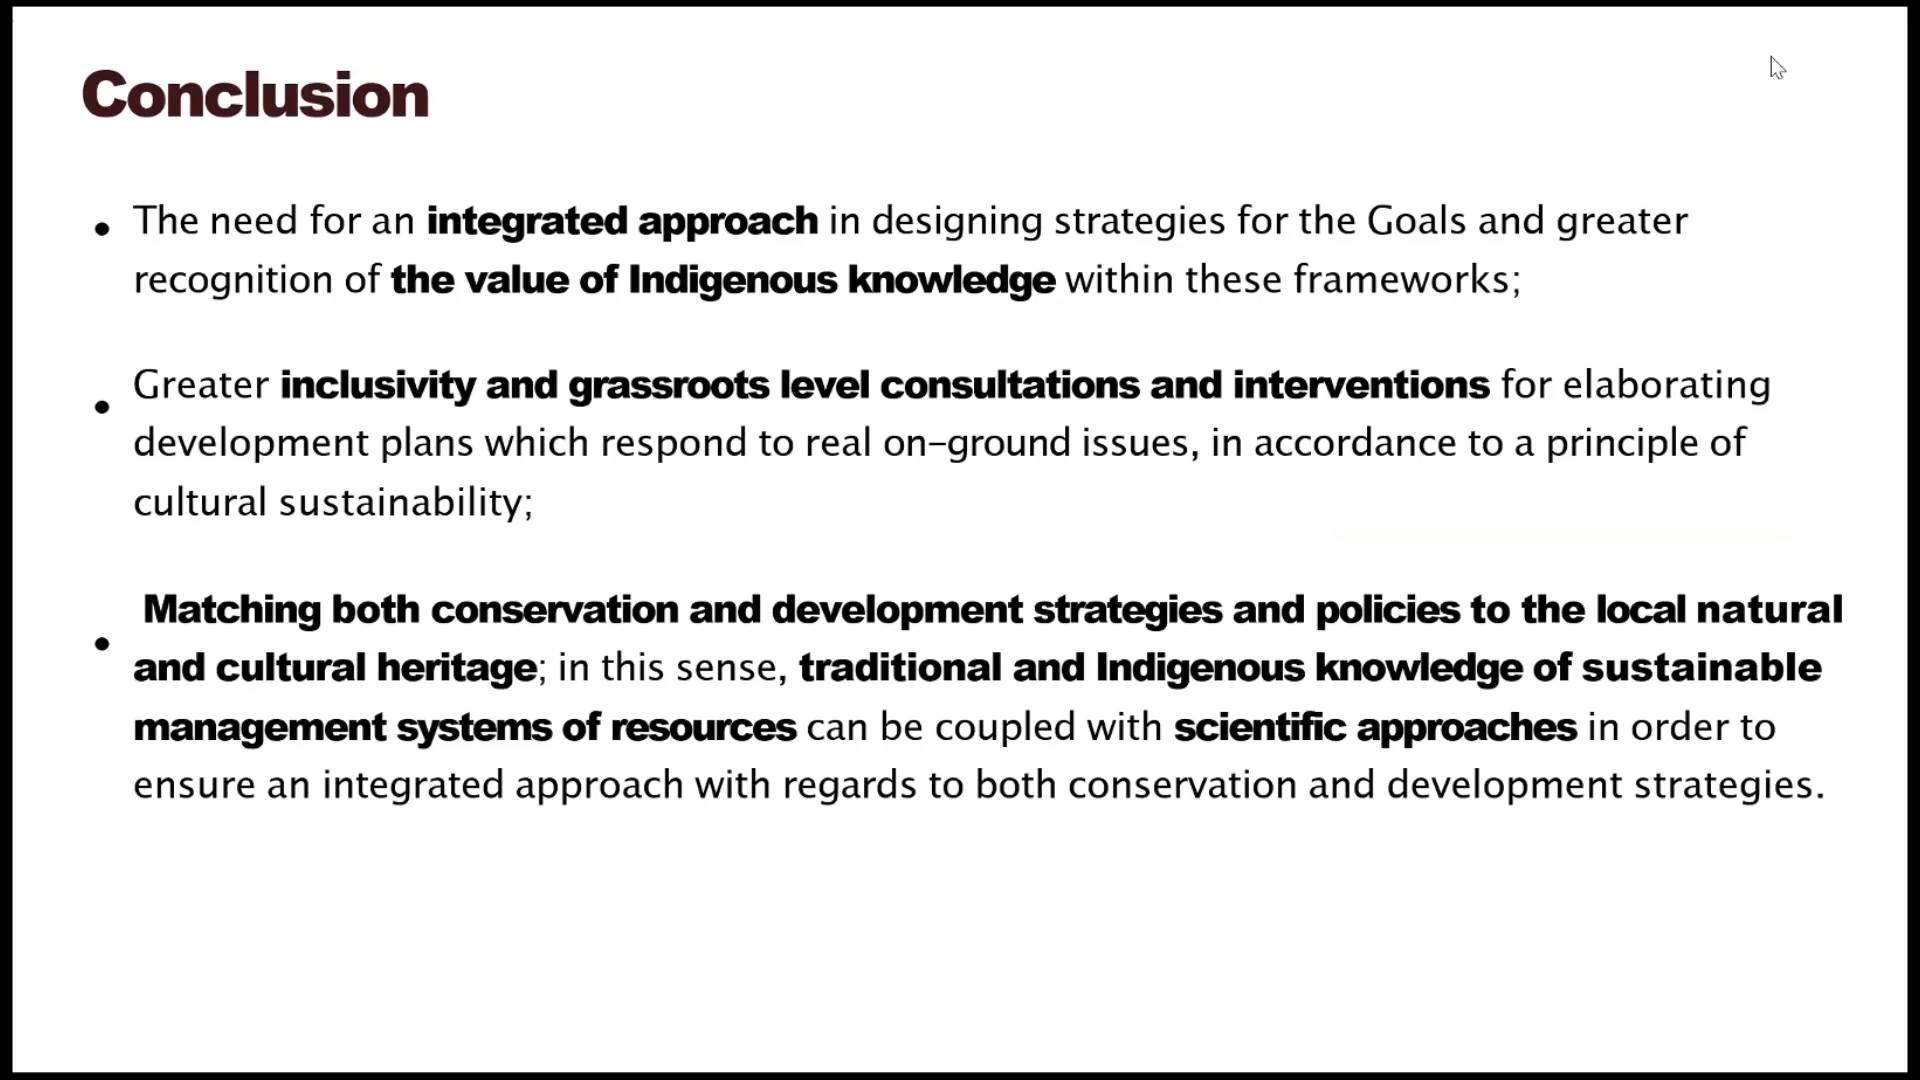 Conclusion
• The need for an integrated approach in designing strategies for the Goals and greater
recognition of the value of Indigenous knowledge within these frameworks;
• Greater inclusivity and grassroots level consultations and interventions for elaborating
development plans which respond to real on-ground issues, in accordance to a principle of
cultural sustainability;
• Matching both conservation and development strategies and policies to the local natural
and cultural heritage; in this sense, traditional and Indigenous knowledge of sustainable
management systems of resources can be coupled with scientific approaches in order to
ensure an integrated approach with regards to both conservation and development strategies.